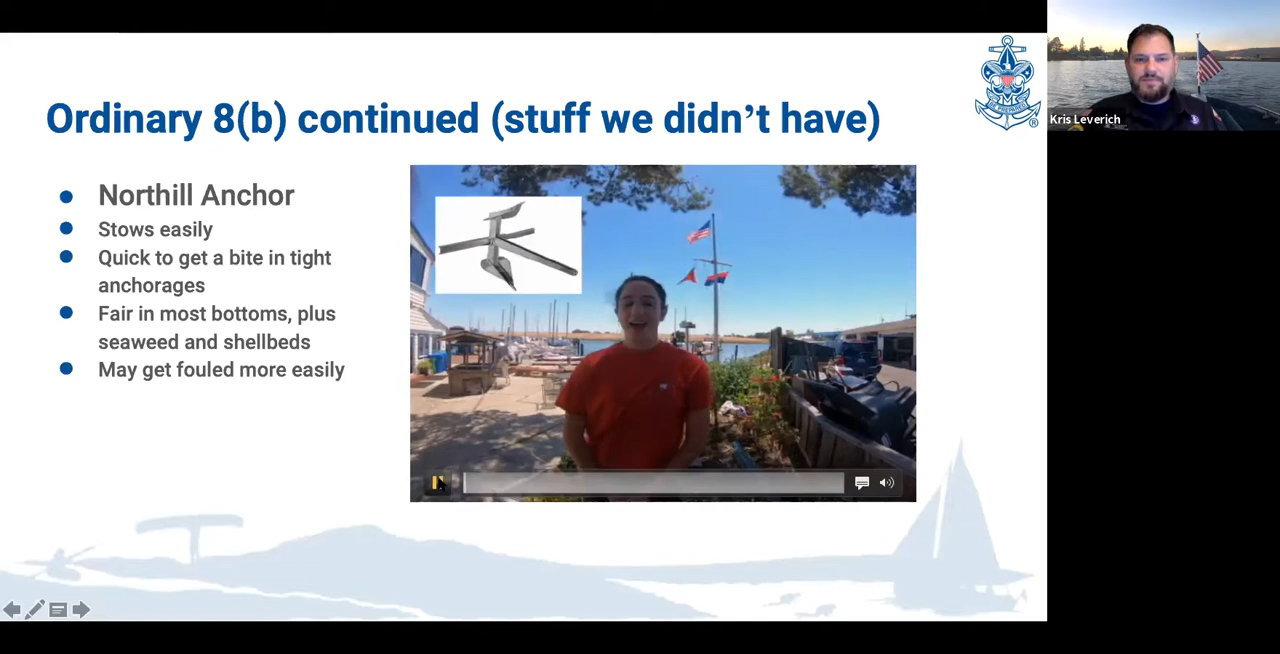 Ordinary 8(b) continued (stuff we didn't have)
Northill Anchor
Stows easily
Quick to get a bite in tight
anchorages
Fair in most bottoms, plus
seaweed and shellbeds
May get fouled more easily
Kris Leverich